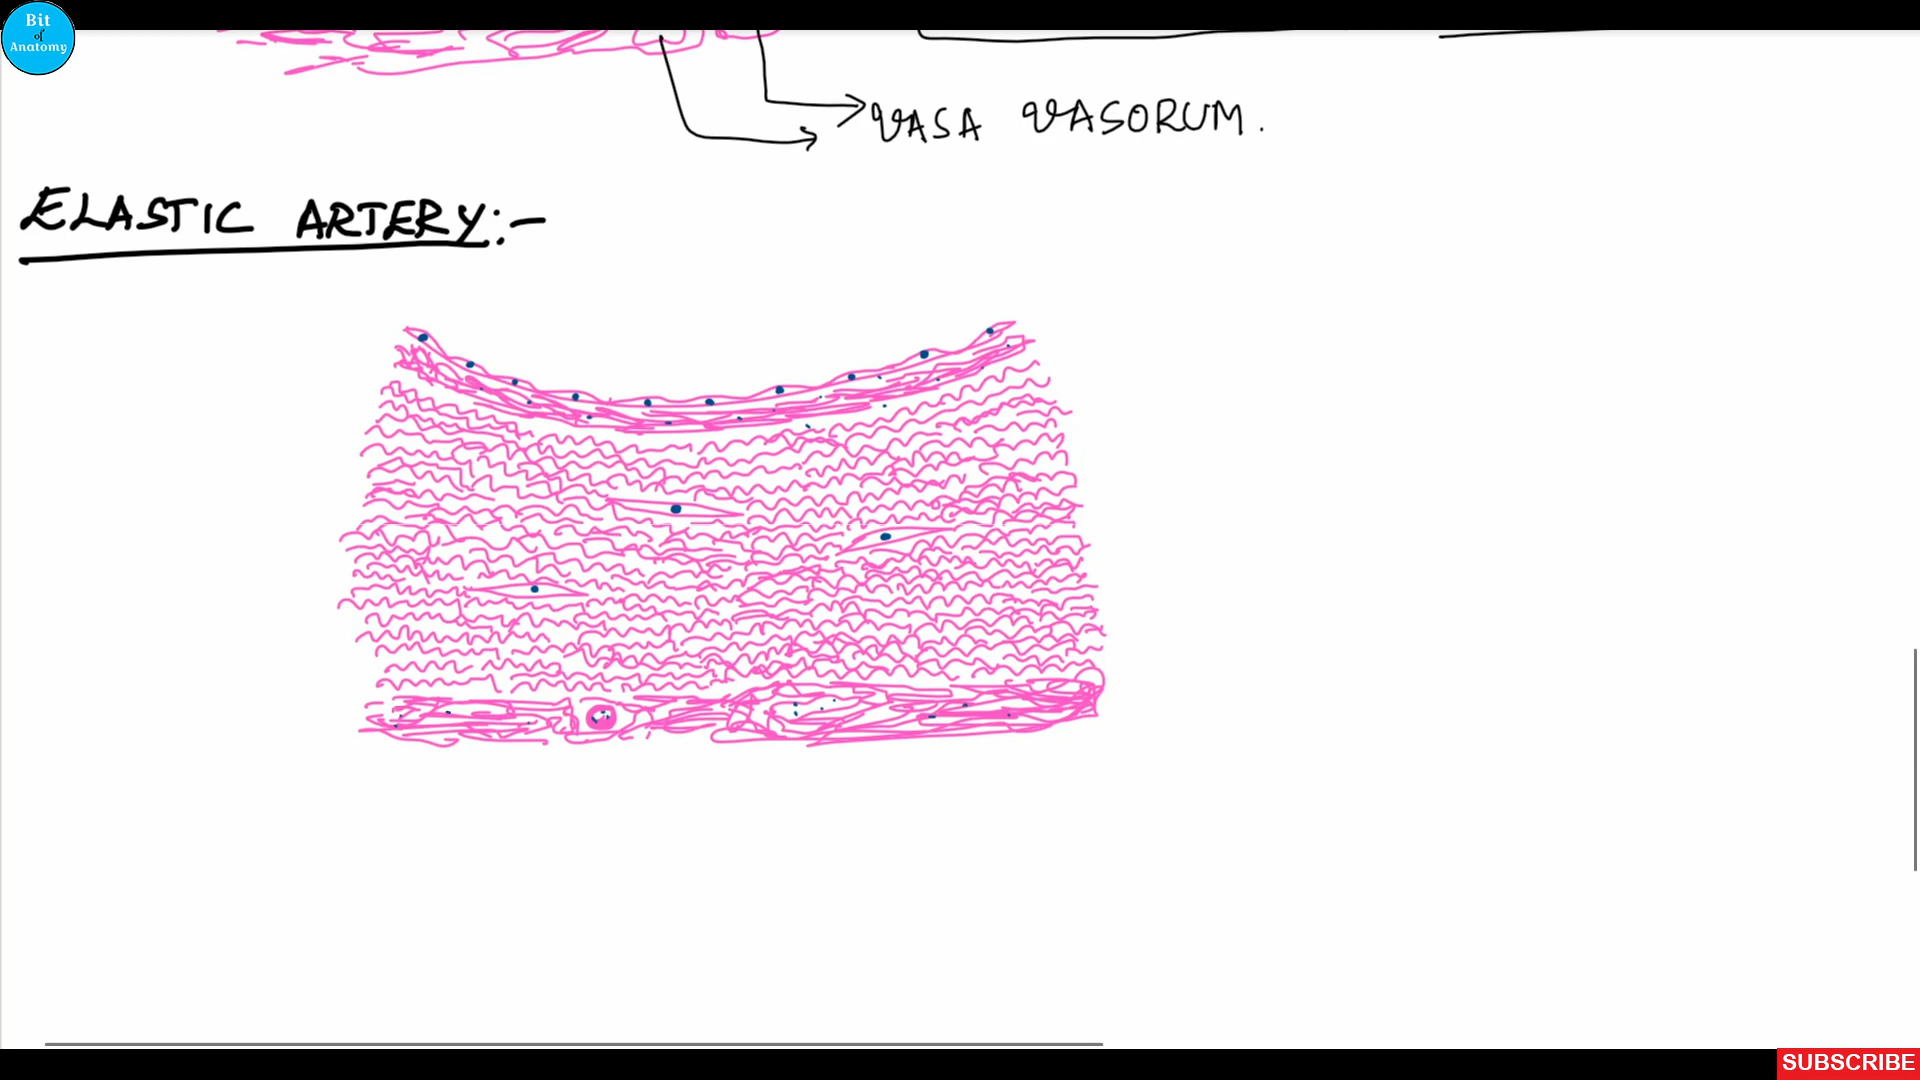 Bit
of
Anatomy
VASA VASORUM.
ELASTIC ARTERY:-
SUBSCRIBE